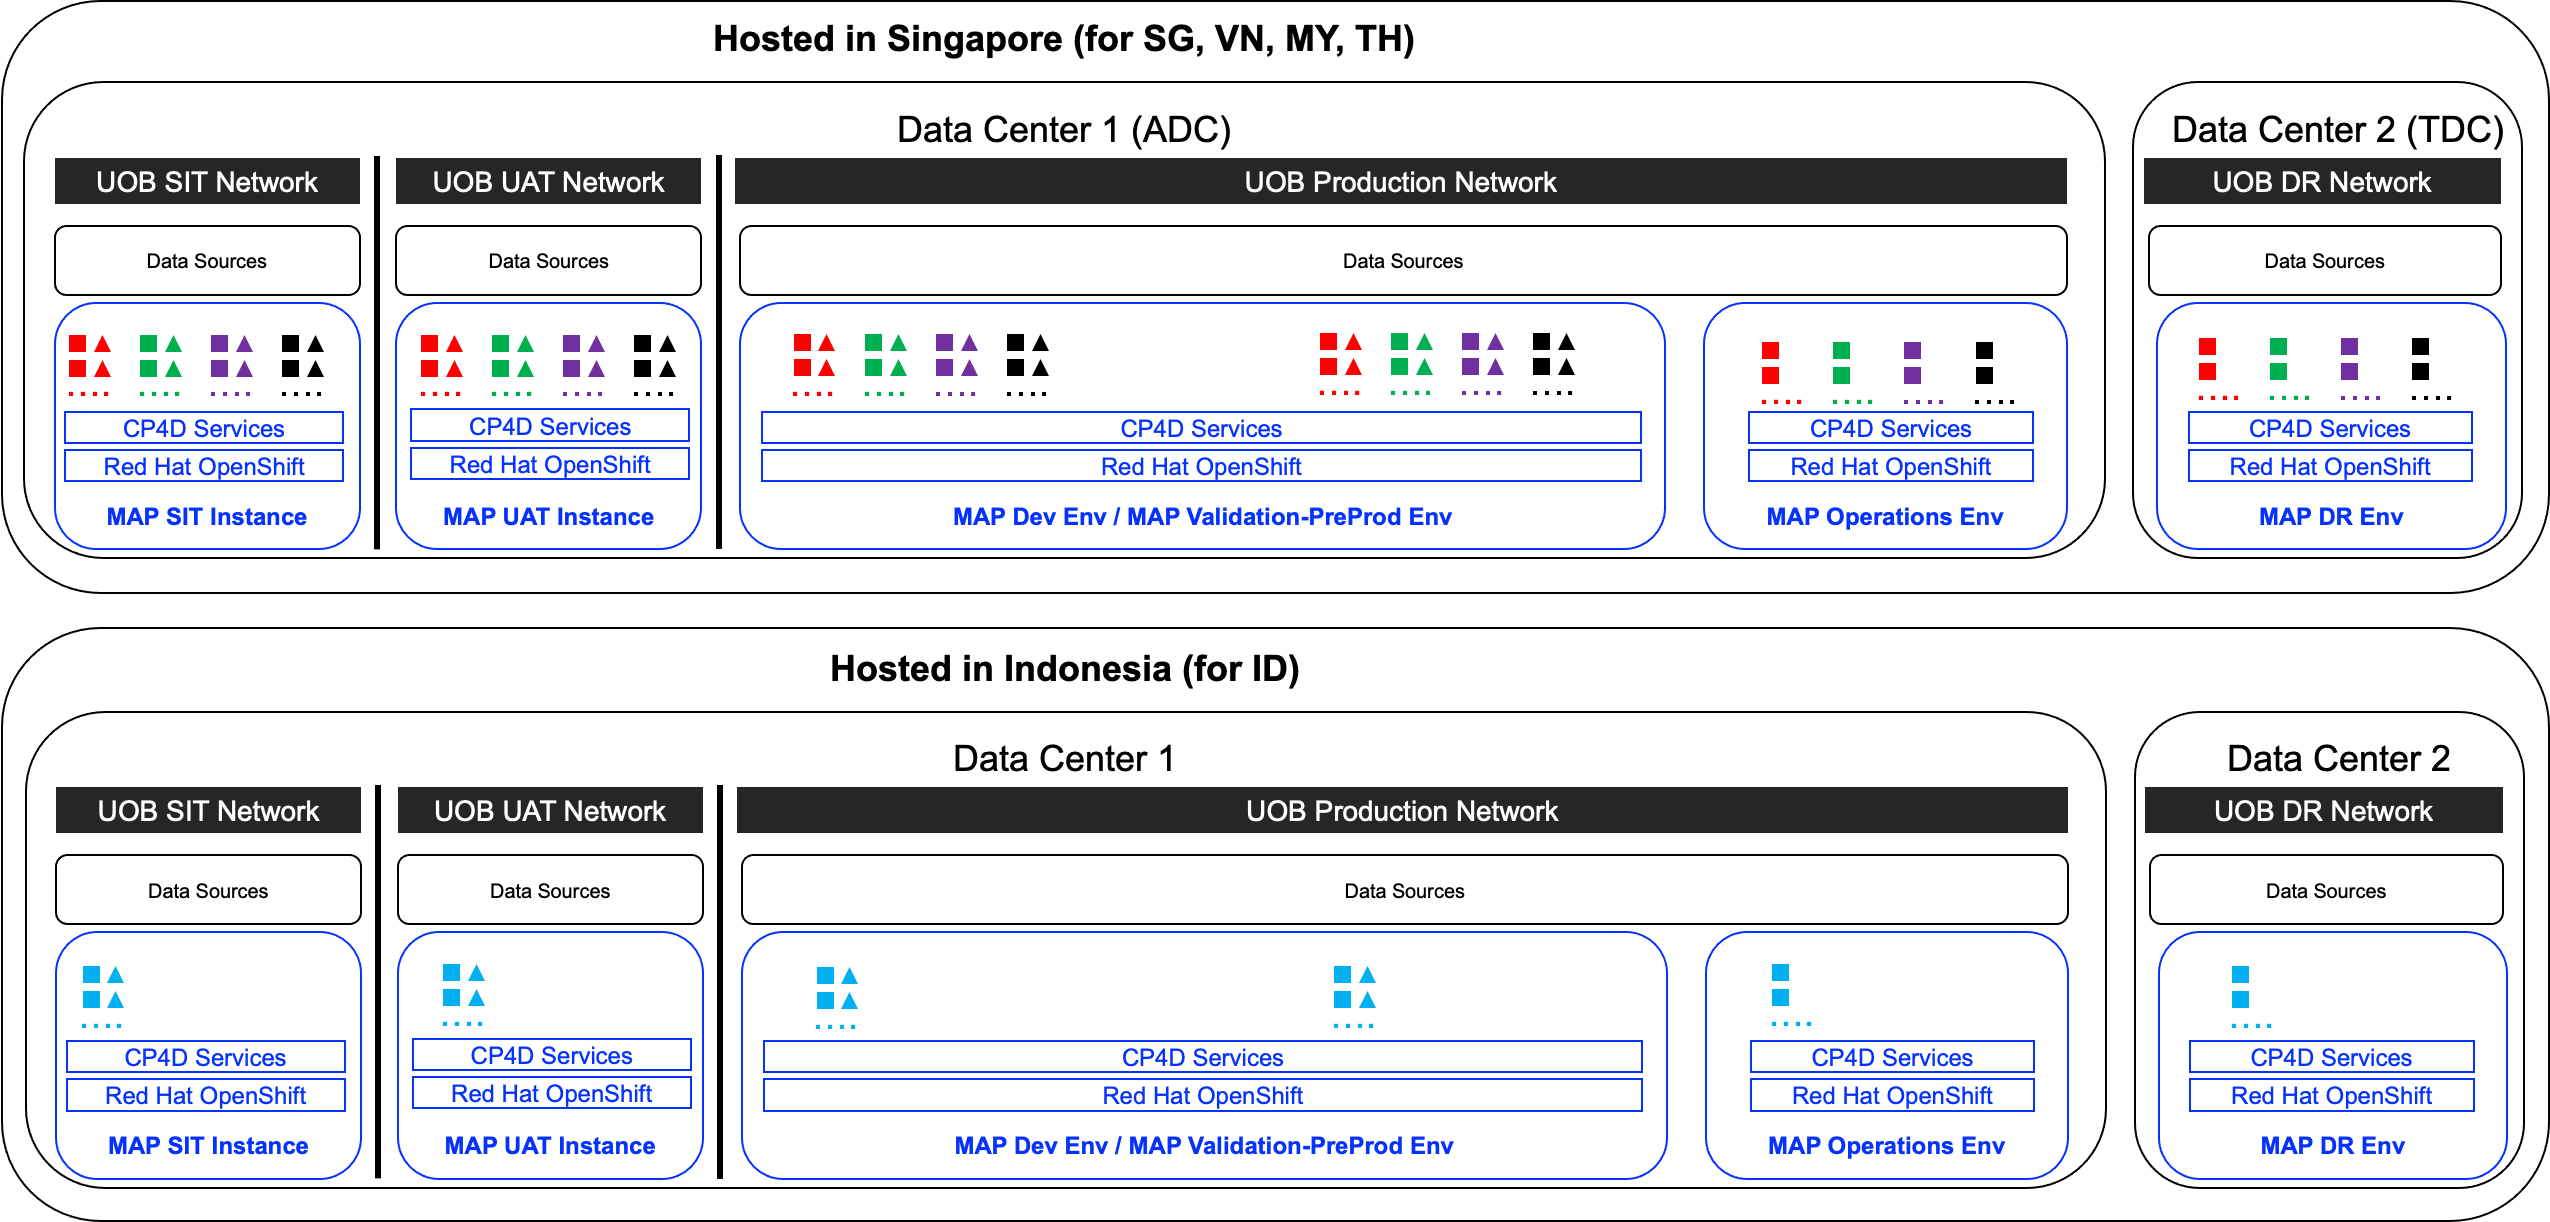 Hosted in Singapore (for SG, VN, MY, TH)
Data Center 1 (ADC)
Data Center 2 (TDC)
UOB SIT Network
UOB UAT Network
UOB Production Network
UOB DR Network
Data Sources
Data Sources
Data Sources
Data Sources
CP4D Services
CP4D Services
CP4D Services
CP4D Services
CP4D Services
Red Hat OpenShift
Red Hat OpenShift
Red Hat OpenShift
Red Hat OpenShift
Red Hat OpenShift
MAP SIT Instance
MAP UAT Instance
MAP Dev Env / MAP Validation-PreProd Env
MAP Operations Env
MAP DR Env
Hosted in Indonesia (for ID)
Data Center 1
Data Center 2
UOB SIT Network
UOB UAT Network
UOB Production Network
UOB DR Network
Data Sources
Data Sources
Data Sources
Data Sources
CP4D Services
CP4D Services
CP4D Services
CP4D Services
CP4D Services
Red Hat OpenShift
Red Hat OpenShift
Red Hat OpenShift
Red Hat OpenShift
Red Hat OpenShift
MAP SIT Instance
MAP UAT Instance
MAP Dev Env / MAP Validation-PreProd Env
MAP Operations Env
MAP DR Env